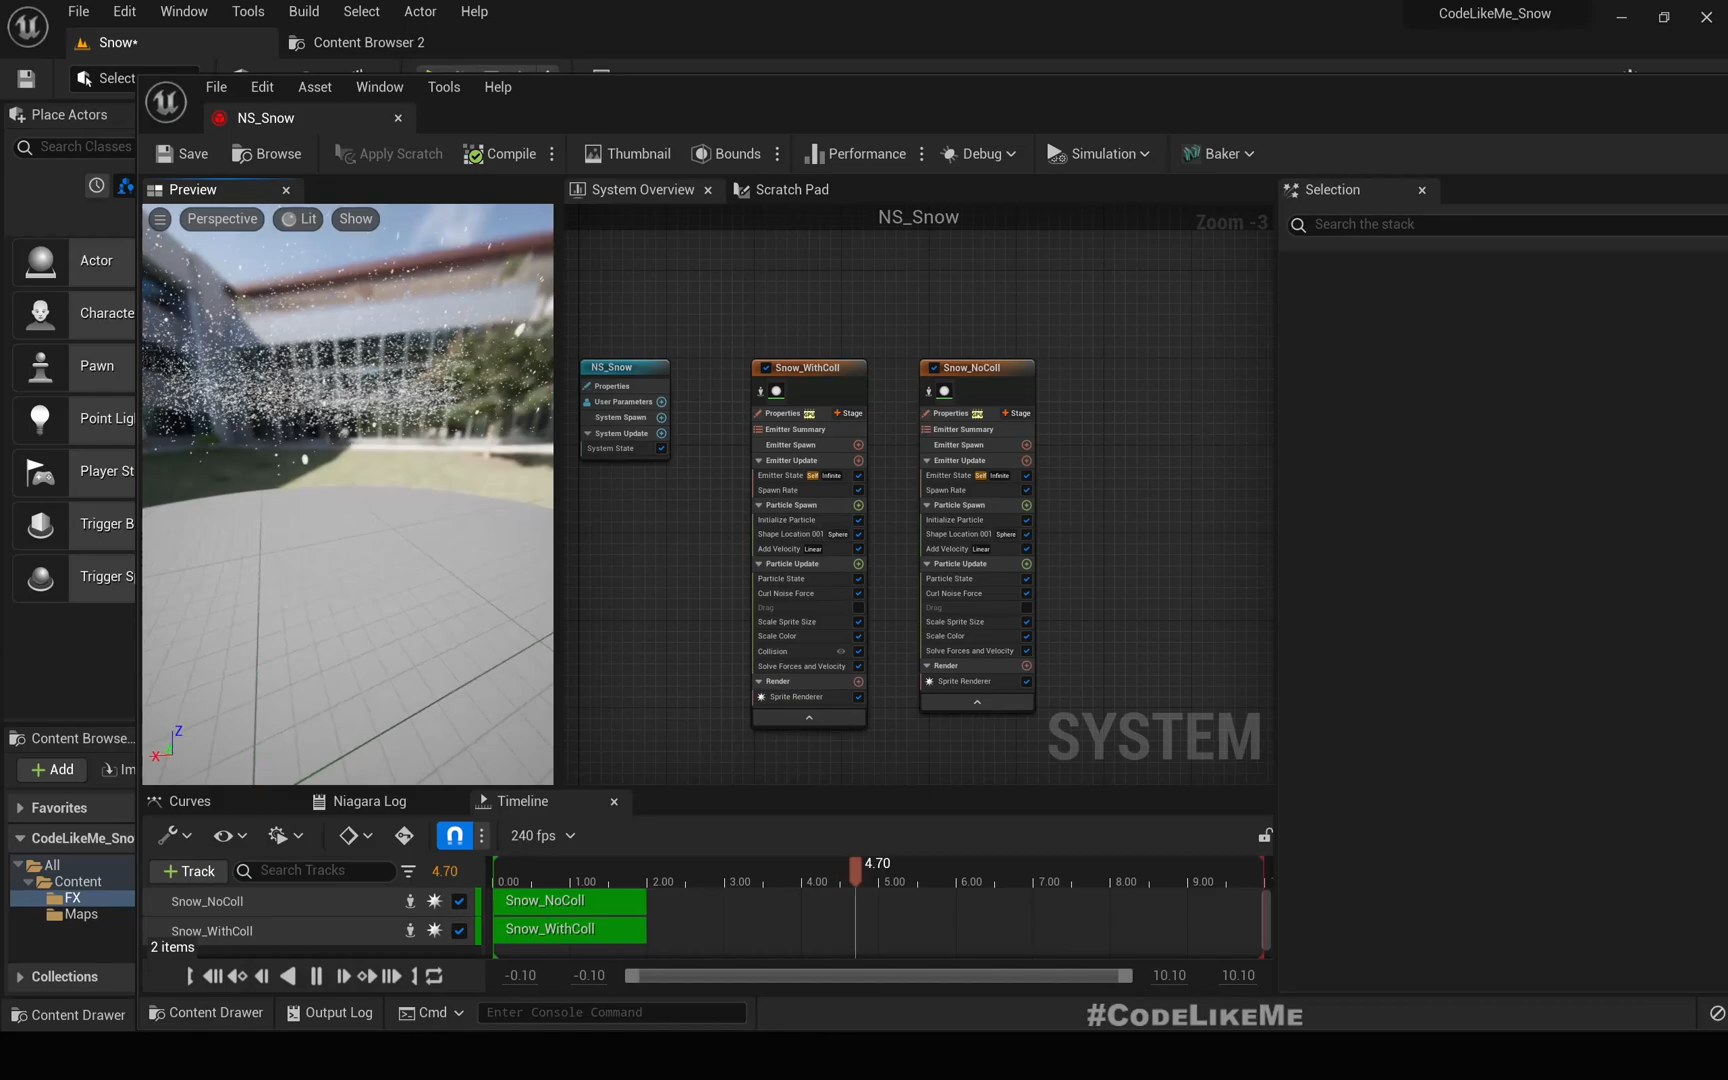 File Edit Window Tools Build Select Actor Help
CodeLikeMe_Snow
Snow*
Content Browser 2
Select
File Edit Asset Window Tools Help
Place Actors
NS_Snow
Search Classes
Save Browse Apply Scratch Compile Thumbnail Bounds Performance Debug Simulation Baker
Preview
System Overview
Scratch Pad
Selection
Perspective Lit Show
NS_Snow
Zoom -3
Search the stack
Actor
Characte
Pawn
Point Lig
Player St
Trigger B
Trigger S
NS_Snow
Properties
User Parameters
System Spawn
System Update
System State
Snow_WithColl
Properties GPU Stage
Emitter Summary
Emitter Spawn
Emitter Update
Emitter State Self Infinite
Spawn Rate
Particle Spawn
Initialize Particle
Shape Location 001 Sphere
Add Velocity Linear
Particle Update
Particle State
Curl Noise Force
Drag
Scale Sprite Size
Scale Color
Collision
Solve Forces and Velocity
Render
Sprite Renderer
Snow_NoColl
Properties GPU Stage
Emitter Summary
Emitter Spawn
Emitter Update
Emitter State Self Infinite
Spawn Rate
Particle Spawn
Initialize Particle
Shape Location 001 Sphere
Add Velocity Linear
Particle Update
Particle State
Curl Noise Force
Drag
Scale Sprite Size
Scale Color
Solve Forces and Velocity
Render
Sprite Renderer
SYSTEM
Z
X
Content Browse...
Add Im
Favorites
CodeLikeMe_Sno
All
Content
FX
Maps
Collections
Content Drawer
Curves
Niagara Log
Timeline
240 fps
Track
Search Tracks
4.70
4.70
0.00 1.00 2.00 3.00 4.00 5.00 6.00 7.00 8.00 9.00
Snow_NoColl
Snow_NoColl
Snow_WithColl
Snow_WithColl
2 items
-0.10 -0.10 10.10 10.10
Content Drawer Output Log Cmd Enter Console Command
#CodeLikeMe